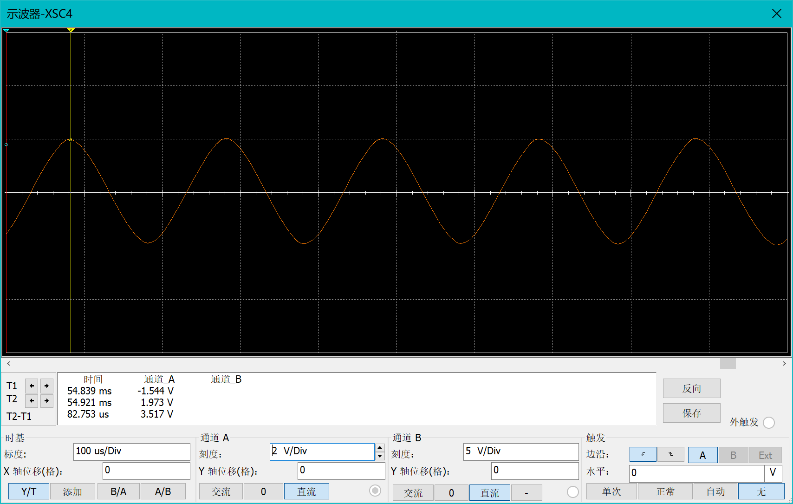 示波器-XSC4
时间 通道_A 通道_B
T1 54.839 ms -1.544 V
T2 54.921 ms 1.973 V
T2-T1 82.753 us 3.517 V
反向
保存
外触发
时基
标度: 100 us/Div
X 轴位移(格): 0
Y/T 添加 B/A A/B
通道 A
刻度: 2 V/Div
Y 轴位移(格): 0
交流 0 直流
通道 B
刻度: 5 V/Div
Y 轴位移(格): 0
交流 0 直流 -
触发
边沿: A B Ext
水平: 0 V
单次 正常 自动 无